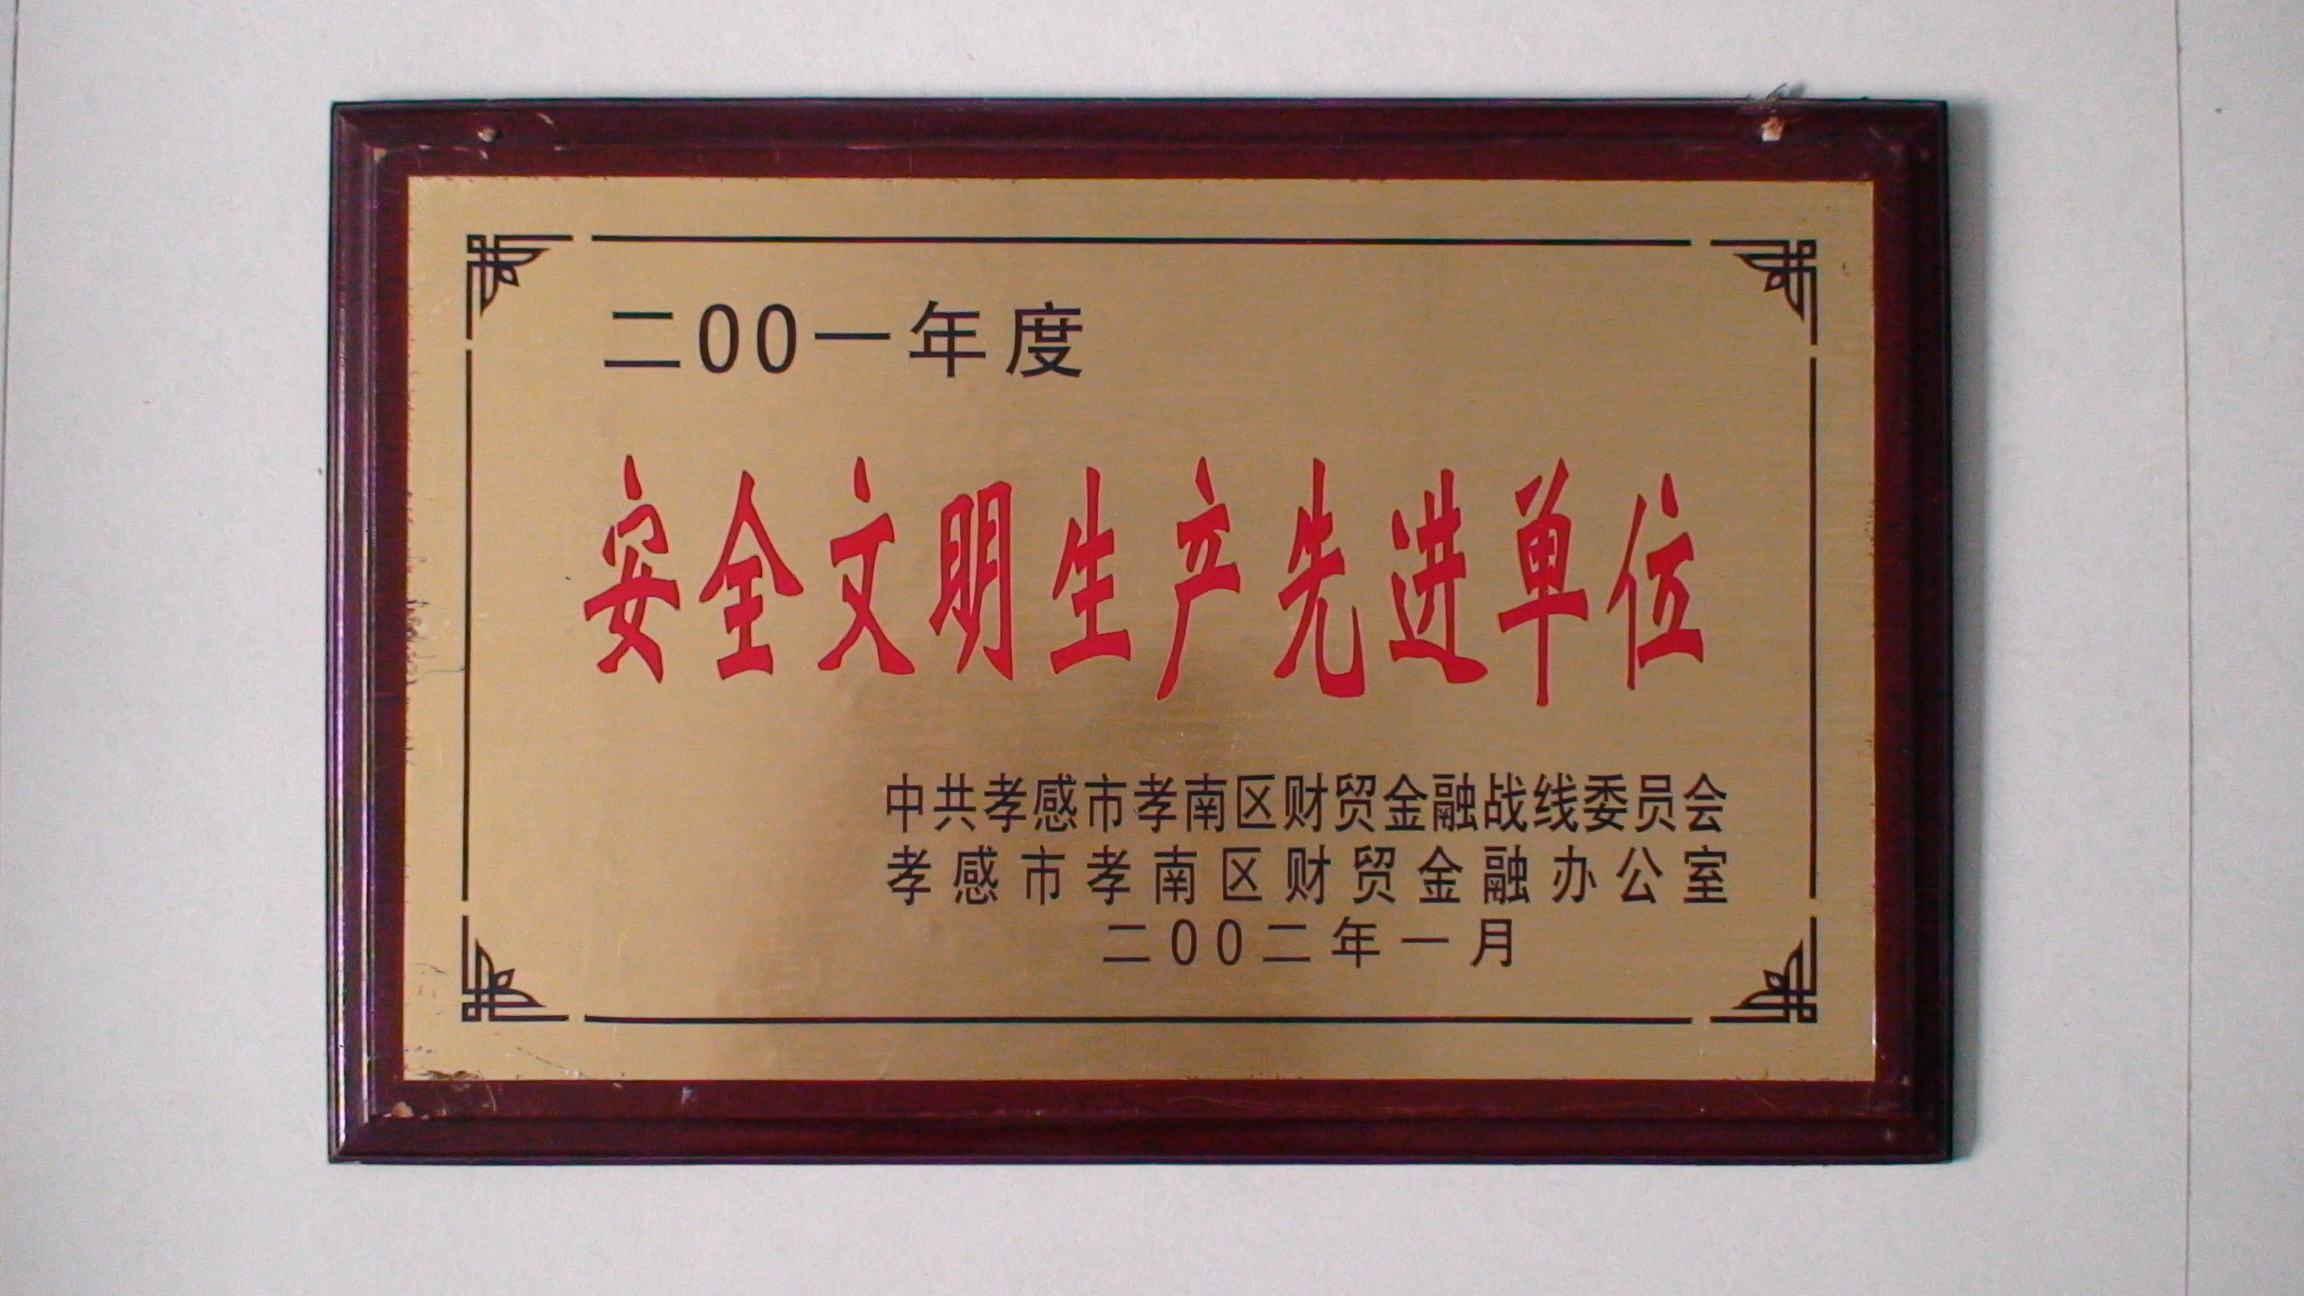 二00一年度
安全文明生产先进单位
中共孝感市孝南区财贸金融战线委员会
孝感市孝南区财贸金融办公室
二00二年一月